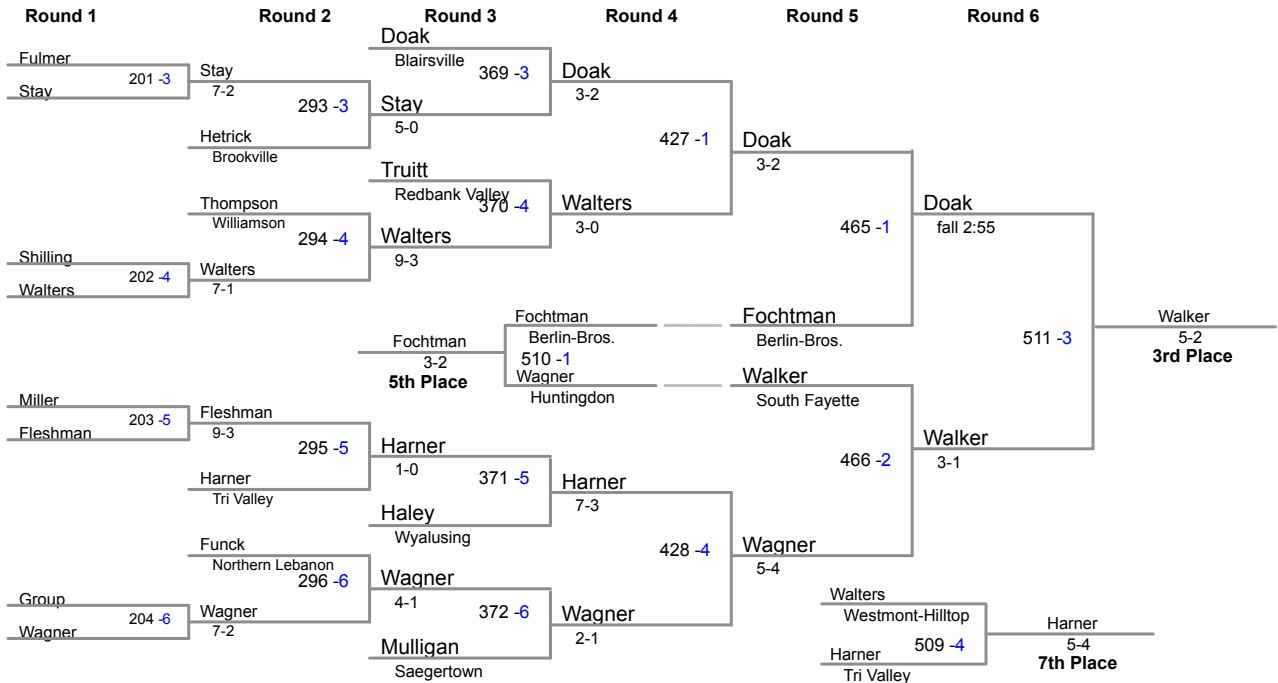 Round 1 Round 2 Round 3 Round 4 Round 5 Round 6
Doak
Blairsville
Fulmer
201 -3
Stay
Stay
7-2
293 -3
Hetrick
Brookville
369 -3
Stay
5-0
Doak
3-2
427 -1
Truitt
Redbank Valley
370 -4
Thompson
Williamson
294 -4
Shilling
202 -4
Walters
Walters
7-1
Walters
9-3
Walters
3-0
Doak
3-2
465 -1
Doak
fall 2:55
Fochtman
Berlin-Bros.
Fochtman
Berlin-Bros.
510 -1
Wagner
Huntingdon
Fochtman
3-2
5th Place
511 -3
Walker
5-2
3rd Place
Walker
South Fayette
466 -2
Walker
3-1
Miller
203 -5
Fleshman
Fleshman
9-3
295 -5
Harner
Tri Valley
Harner
1-0
371 -5
Haley
Wyalusing
Harner
7-3
428 -4
Wagner
5-4
Funck
Northern Lebanon
296 -6
Group
204 -6
Wagner
Wagner
7-2
Wagner
4-1
372 -6
Mulligan
Saegertown
Wagner
2-1
Walters
Westmont-Hilltop
509 -4
Harner
Tri Valley
Harner
5-4
7th Place